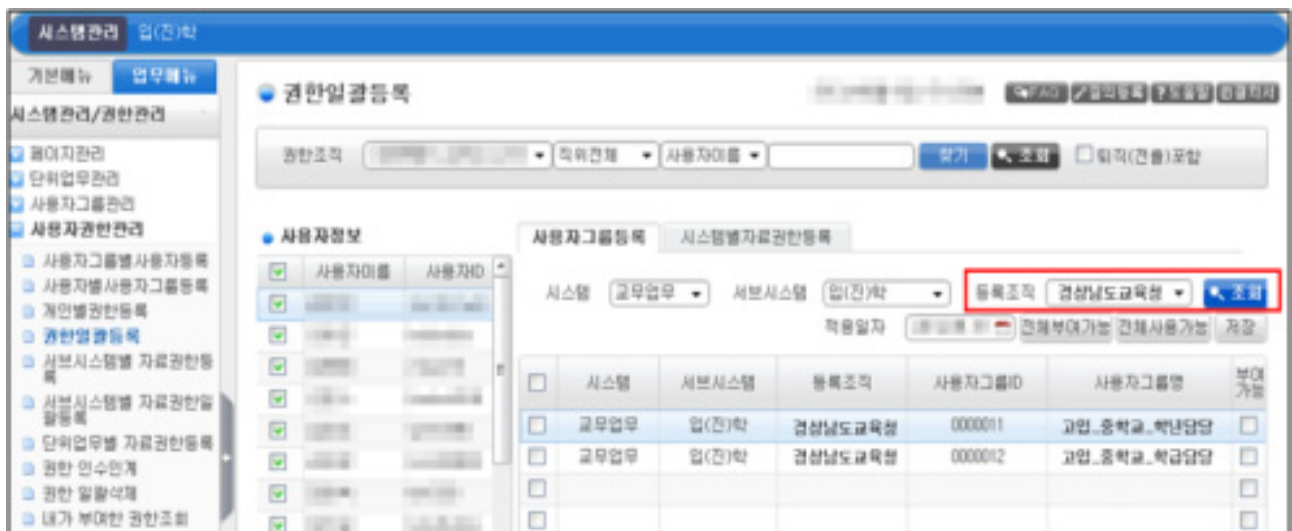 시스템관리 입(진)학
기본메뉴 업무메뉴
시스템관리/권한관리
페이지관리
단위업무관리
사용자그룹관리
사용자권한관리
사용자그룹별사용자등록
사용자별사용자그룹등록
개인별권한등록
권한일괄등록
서브시스템별 자료권한등
록
서브시스템별 자료권한일
괄등록
단위업무별 자료권한등록
권한 인수인계
권한 일괄삭제
내가 부여한 권한조회
권한일괄등록
FAQ 질의등록 ?도움말
권한조직 직위전체 사용자이름 찾기 조회 퇴직(전출)포함
사용자정보
사용자이름 사용자ID
사용자그룹등록 시스템별자료권한등록
시스템 교무업무 서브시스템 입(진)학 등록조직 경상남도교육청 조회
적용일자 전체부여가능 전체사용가능 저장
시스템 서브시스템 등록조직 사용자그룹ID 사용자그룹명 부여
가능
교무업무 입(진)학 경상남도교육청 0000011 고입_중학교_학년담당
교무업무 입(진)학 경상남도교육청 0000012 고입_중학교_학급담당